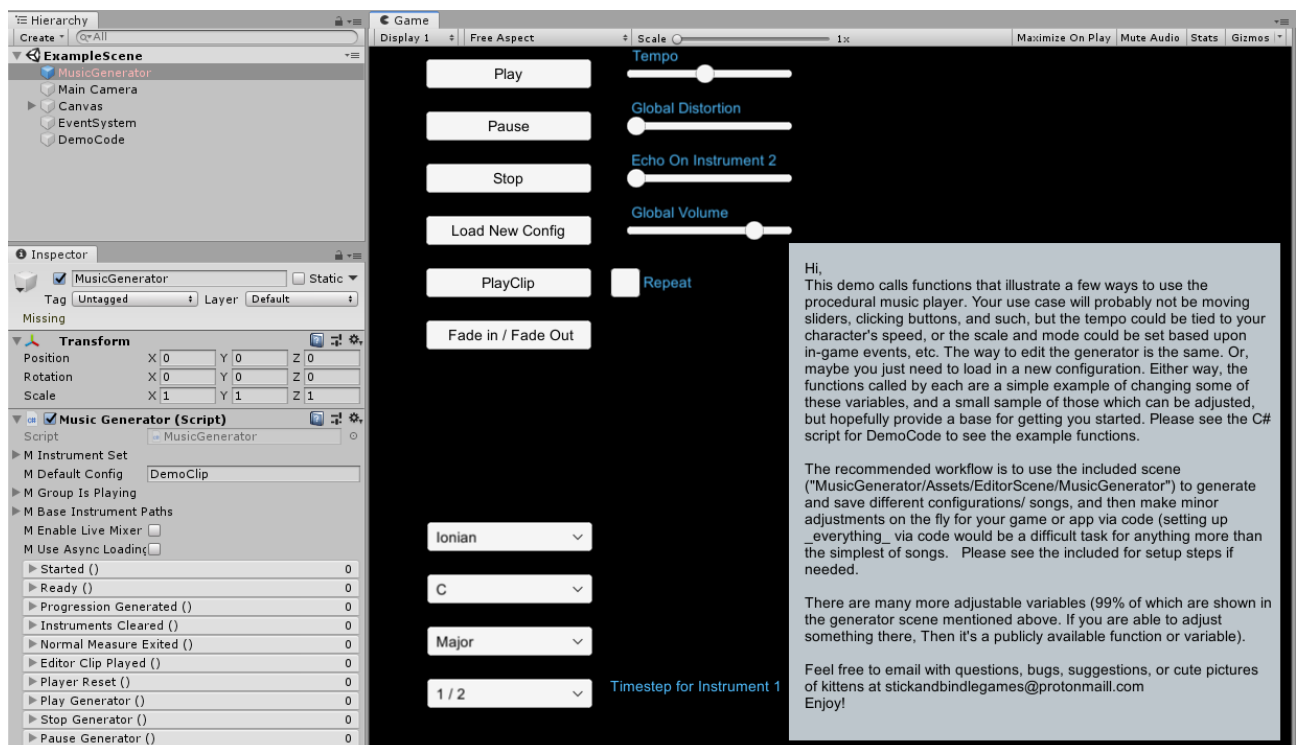 Hierarchy
Create
All
ExampleScene
MusicGenerator
Main Camera
Canvas
EventSystem
DemoCode
Inspector
MusicGenerator
Static
Tag
Untagged
Layer
Default
Missing
Transform
Position X 0 Y 0 Z 0
Rotation X 0 Y 0 Z 0
Scale X 1 Y 1 Z 1
Music Generator (Script)
Script MusicGenerator
M Instrument Set
M Default Config DemoClip
M Group Is Playing
M Base Instrument Paths
M Enable Live Mixer
M Use Async Loading
Started () 0
Ready () 0
Progression Generated () 0
Instruments Cleared () 0
Normal Measure Exited () 0
Editor Clip Played () 0
Player Reset () 0
Play Generator () 0
Stop Generator () 0
Pause Generator () 0
Game
Display 1
Free Aspect
Scale
1x
Maximize On Play
Mute Audio
Stats
Gizmos
Play
Pause
Stop
Load New Config
PlayClip
Fade in / Fade Out
Tempo
Global Distortion
Echo On Instrument 2
Global Volume
Repeat
Ionian
C
Major
1 / 2
Timestep for Instrument 1
Hi,
This demo calls functions that illustrate a few ways to use the
procedural music player. Your use case will probably not be moving
sliders, clicking buttons, and such, but the tempo could be tied to your
character's speed, or the scale and mode could be set based upon
in-game events, etc. The way to edit the generator is the same. Or,
maybe you just need to load in a new configuration. Either way, the
functions called by each are a simple example of changing some of
these variables, and a small sample of those which can be adjusted,
but hopefully provide a base for getting you started. Please see the C#
script for DemoCode to see the example functions.
The recommended workflow is to use the included scene
("MusicGenerator/Assets/EditorScene/MusicGenerator") to generate
and save different configurations/ songs, and then make minor
adjustments on the fly for your game or app via code (setting up
_everything_ via code would be a difficult task for anything more than
the simplest of songs. Please see the included for setup steps if
needed.
There are many more adjustable variables (99% of which are shown in
the generator scene mentioned above. If you are able to adjust
something there, Then it's a publicly available function or variable).
Feel free to email with questions, bugs, suggestions, or cute pictures
of kittens at stickandbindlegames@protonmaill.com
Enjoy!